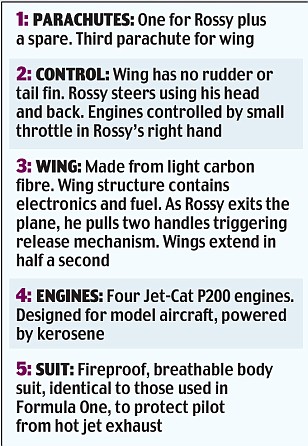 1: PARACHUTES: One for Rossy plus
a spare. Third parachute for wing
2: CONTROL: Wing has no rudder or
tail fin. Rossy steers using his head
and back. Engines controlled by small
throttle in Rossy's right hand
3: WING: Made from light carbon
fibre. Wing structure contains
electronics and fuel. As Rossy exits the
plane, he pulls two handles triggering
release mechanism. Wings extend in
half a second
4: ENGINES: Four Jet-Cat P200 engines.
Designed for model aircraft, powered
by kerosene
5: SUIT: Fireproof, breathable body
suit, identical to those used in
Formula One, to protect pilot
from hot jet exhaust